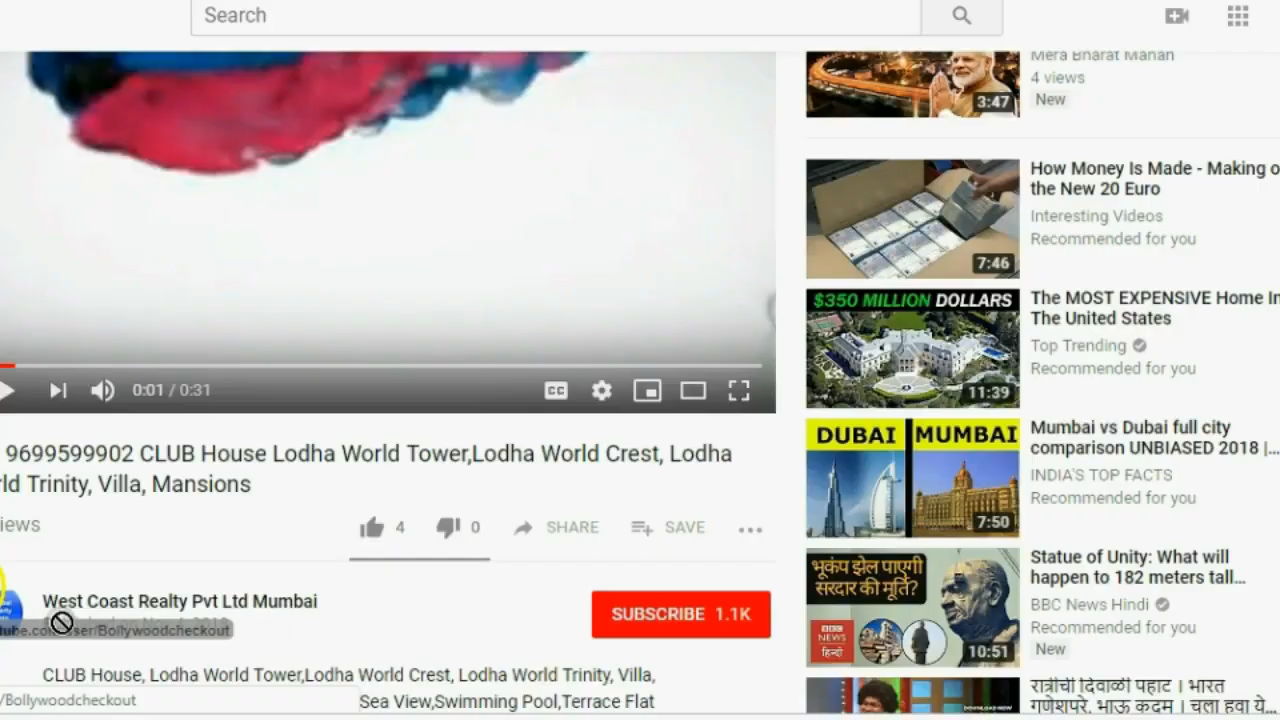 Search
0:01 / 0:31
CC
9699599902 CLUB House Lodha World Tower,Lodha World Crest, Lodha
rld Trinity, Villa, Mansions
iews
4
0
SHARE
SAVE
West Coast Realty Pvt Ltd Mumbai
SUBSCRIBE 1.1K
tube.com/user/Bollywoodcheckout
CLUB House, Lodha World Tower,Lodha World Crest, Lodha World Trinity, Villa,
/Bollywoodcheckout
Sea View,Swimming Pool,Terrace Flat
Mera Bharat Mahan
4 views
New
3:47
How Money Is Made - Making o
the New 20 Euro
Interesting Videos
Recommended for you
7:46
$350 MILLION DOLLARS
11:39
The MOST EXPENSIVE Home In
The United States
Top Trending
Recommended for you
DUBAI MUMBAI
7:50
Mumbai vs Dubai full city
comparison UNBIASED 2018 |...
INDIA'S TOP FACTS
Recommended for you
भूकंप झेल पाएगी
सरदार की मूर्ति?
BBC
NEWS
हिन्दी
10:51
Statue of Unity: What will
happen to 182 meters tall...
BBC News Hindi
Recommended for you
New
DOWNLOAD NOW
रात्रीची दिवाळी पहाट । भारत
गणेशपुरे, भाऊ कदम । चला हवा ये...